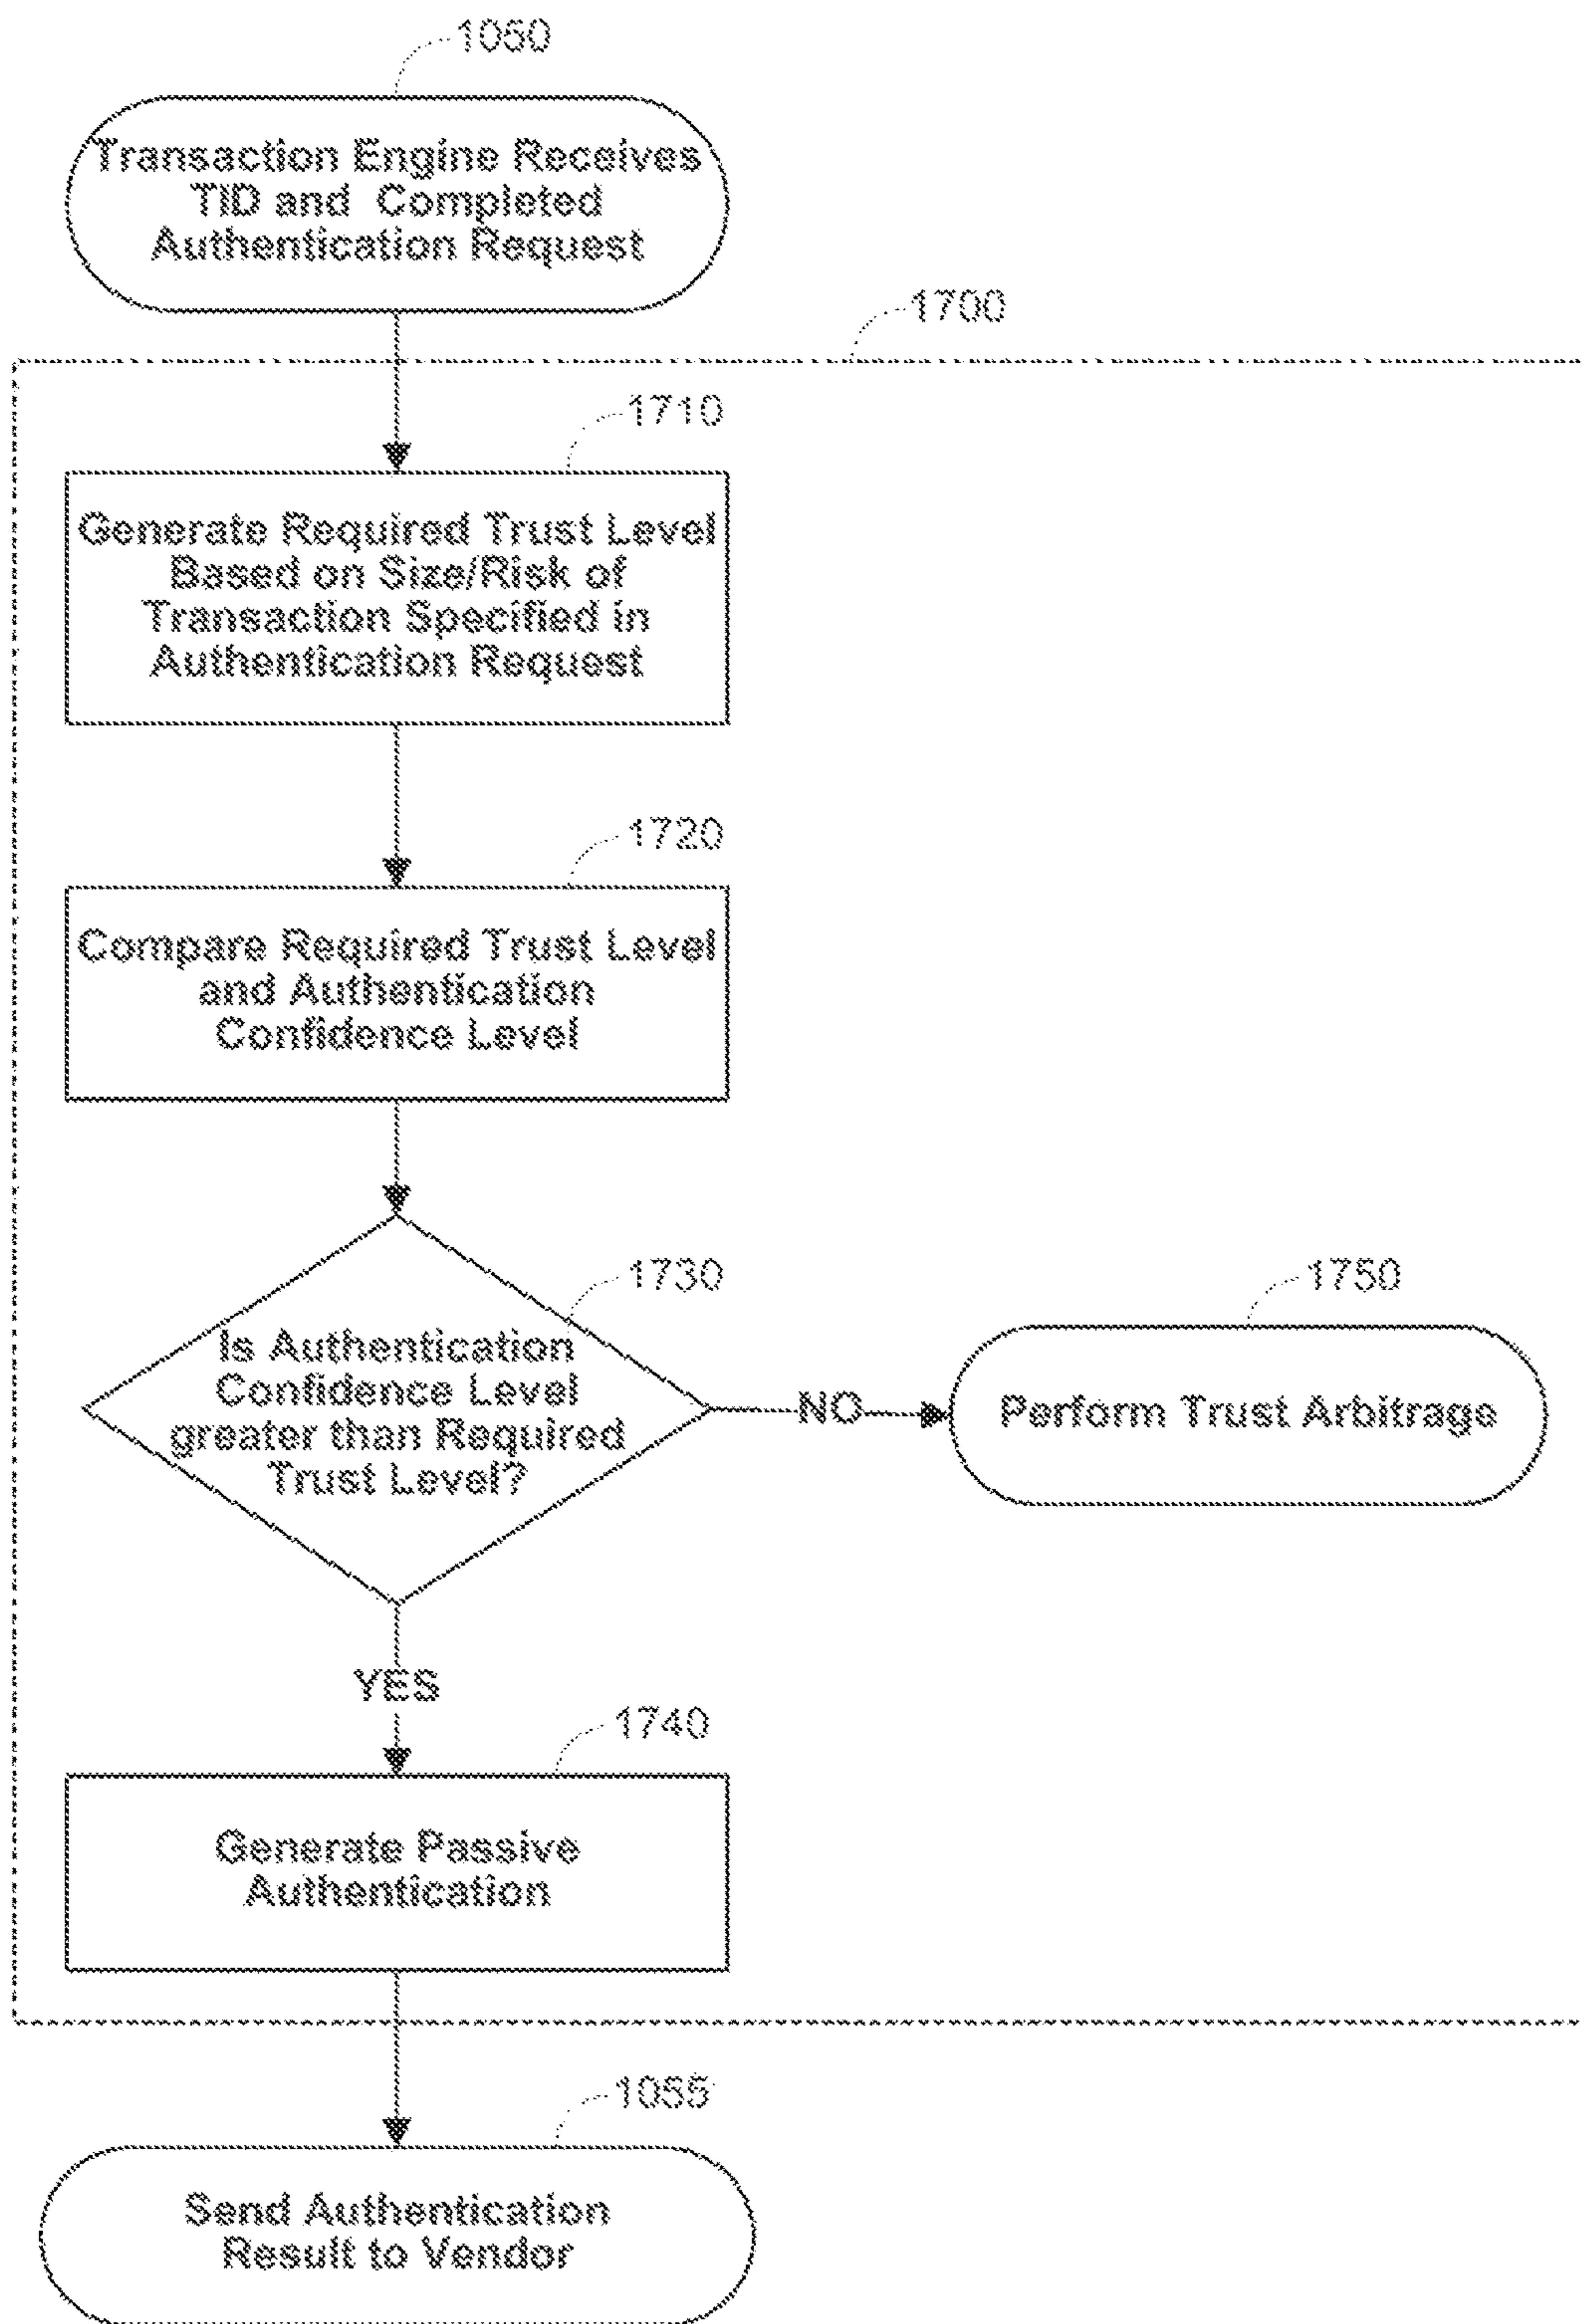 1050
Transaction Engine Receives
TID and Completed
Authentication Request
1700
1710
Generate Required Trust Level
Based on Size/Risk of
Transaction Specified in
Authentication Request
1720
Compare Required Trust Level
and Authentication
Confidence Level
1730
Is Authentication
Confidence Level
greater than Required
Trust Level?
NO
1750
Perform Trust Arbitrage
YES
1740
Generate Passive
Authentication
1055
Send Authentication
Result to Vendor